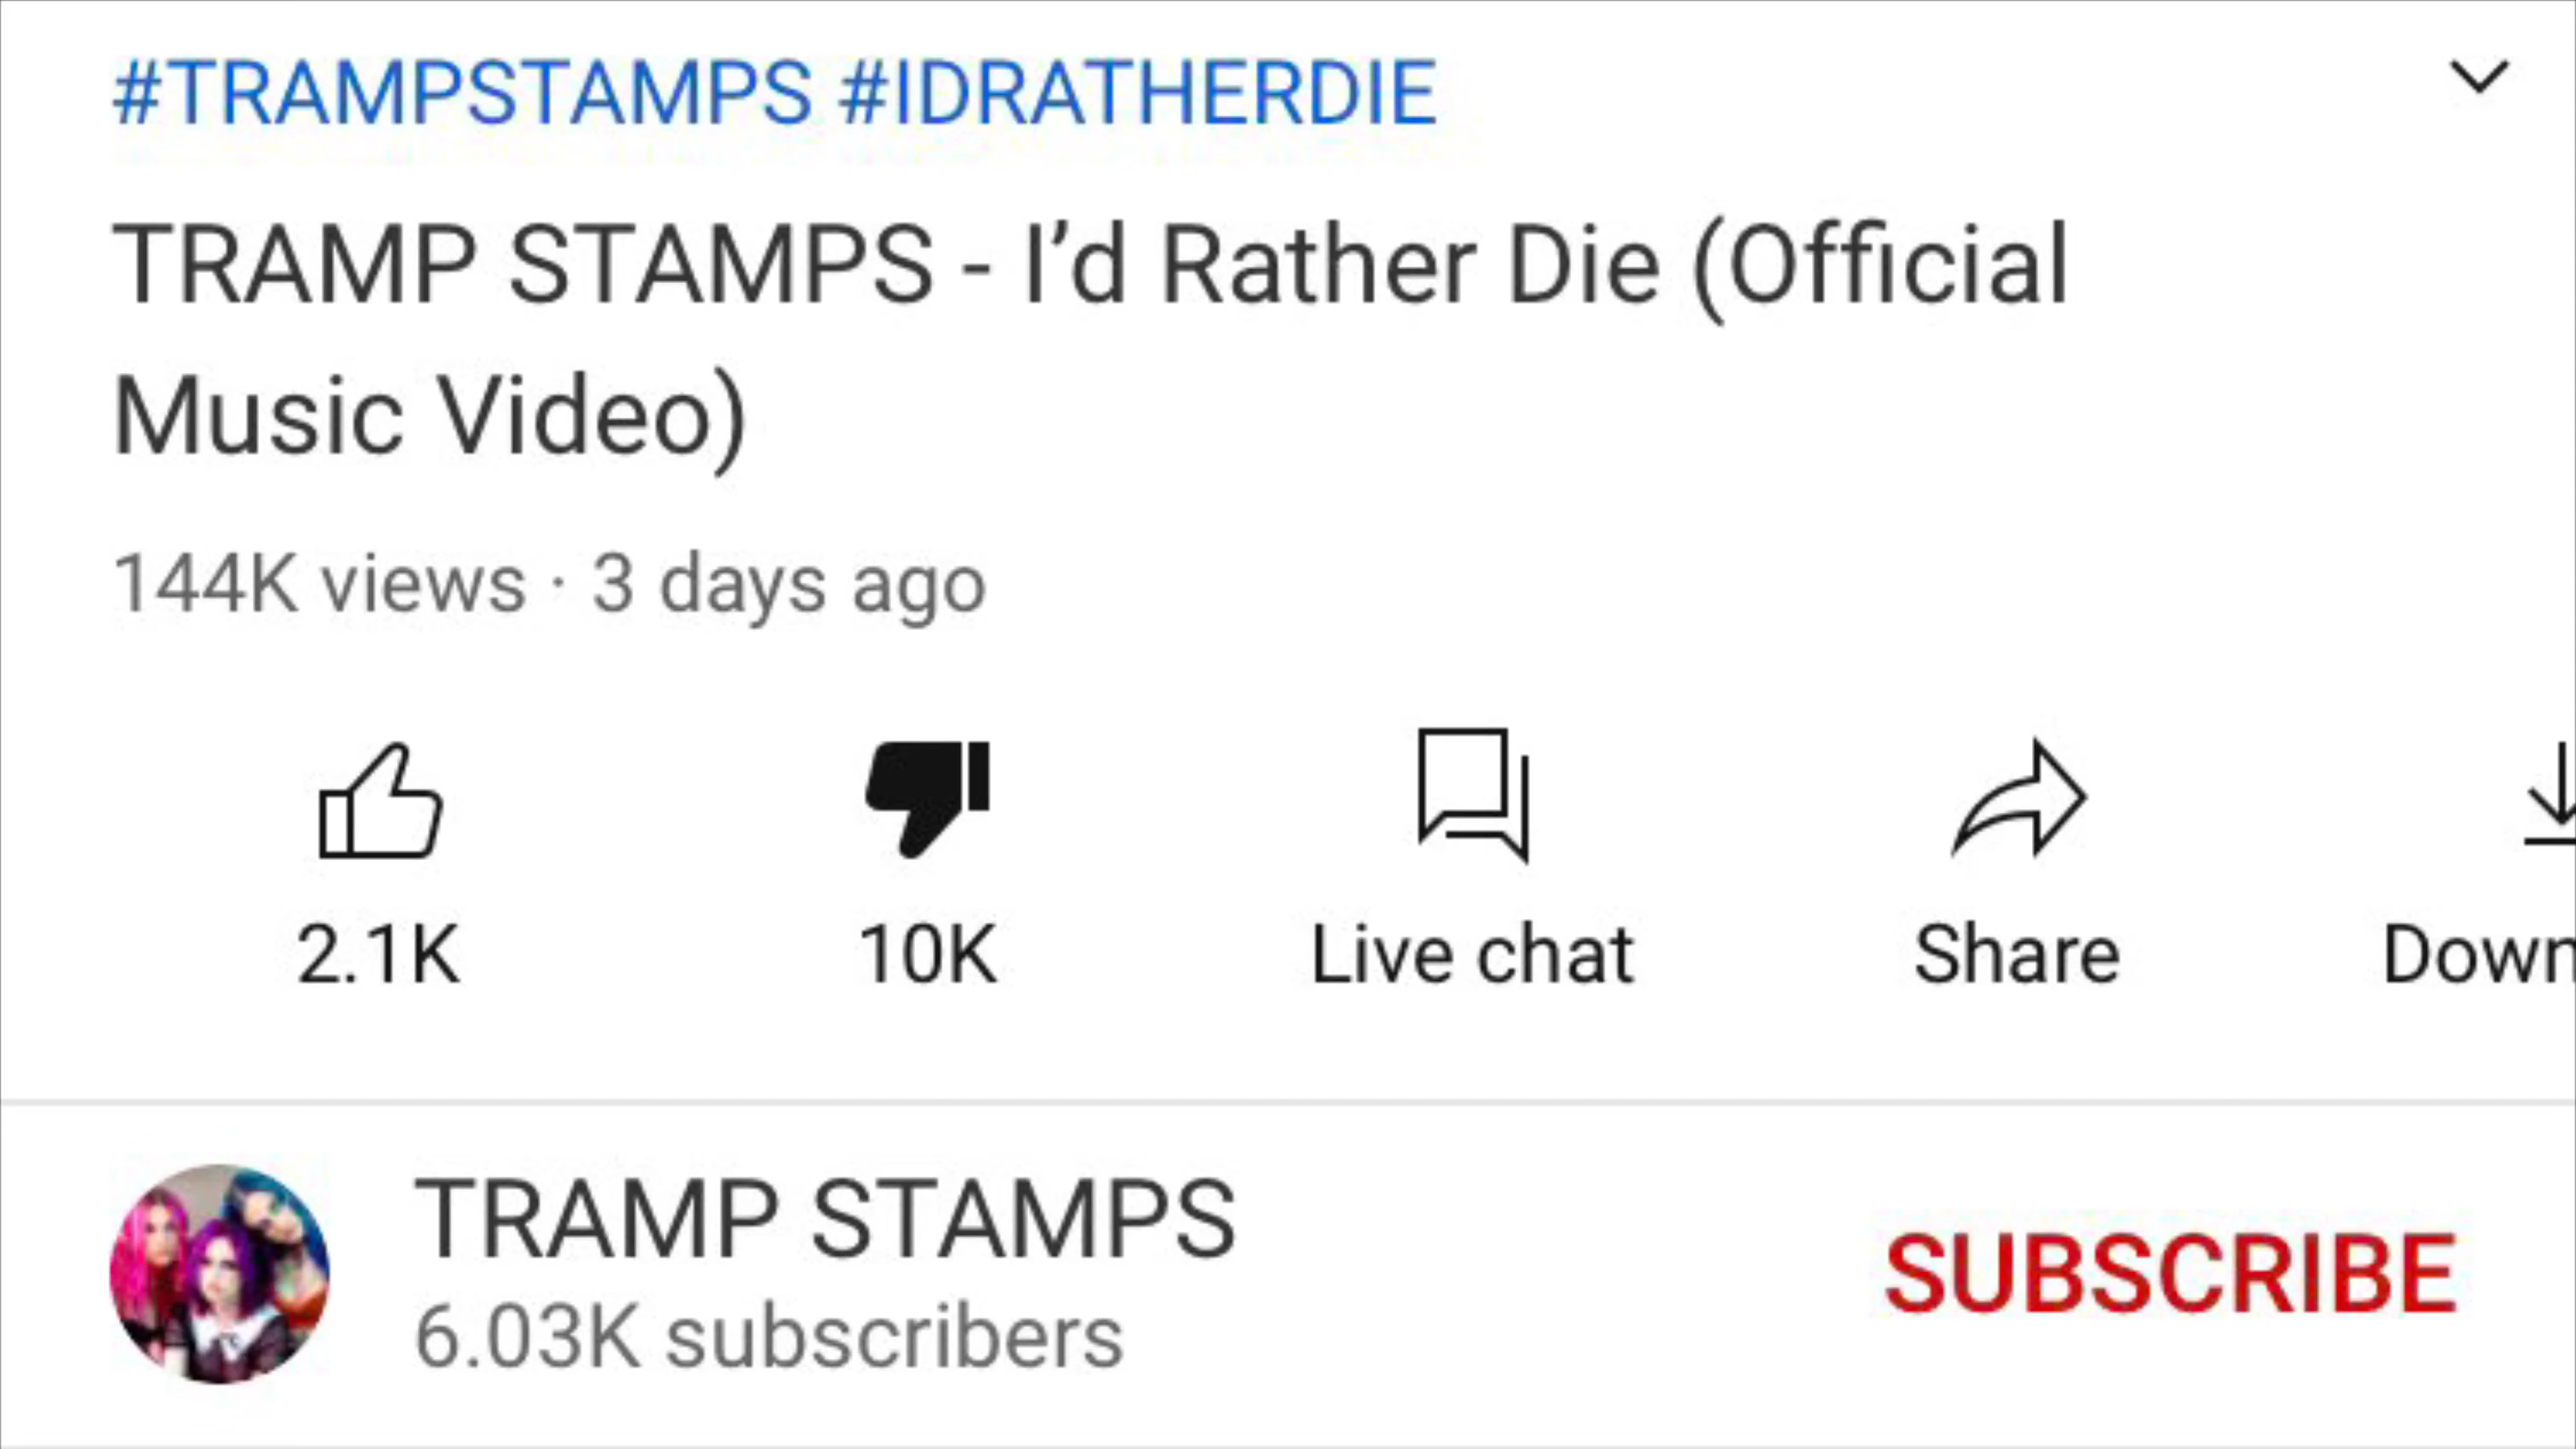 #TRAMPSTAMPS #IDRATHERDIE
TRAMP STAMPS - I’d Rather Die (Official
Music Video)
144K views · 3 days ago
2.1K 10K Live chat Share Down
TRAMP STAMPS
6.03K subscribers
SUBSCRIBE